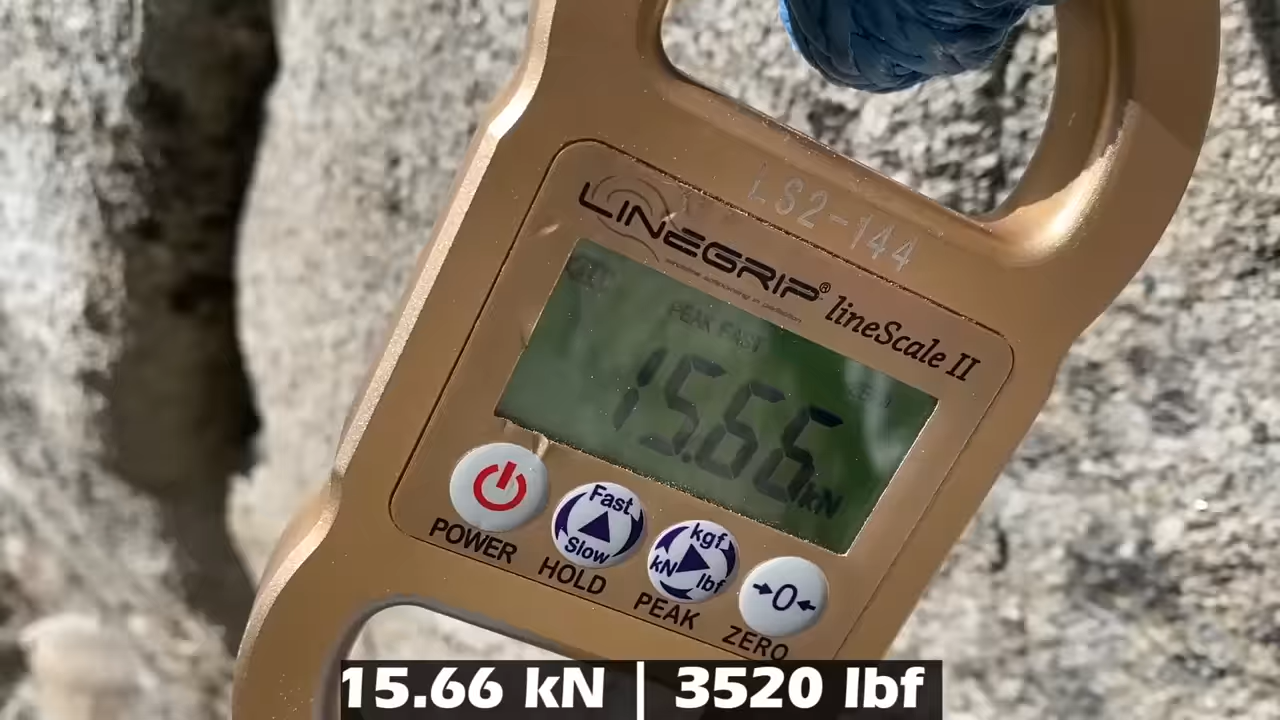 LS2-144
LINEGRIP® lineScale II
PEAK FAST
ZERO
15.66 kN
Fast
Slow
kgf
kN lbf
→0←
POWER HOLD PEAK ZERO
15.66 kN | 3520 lbf